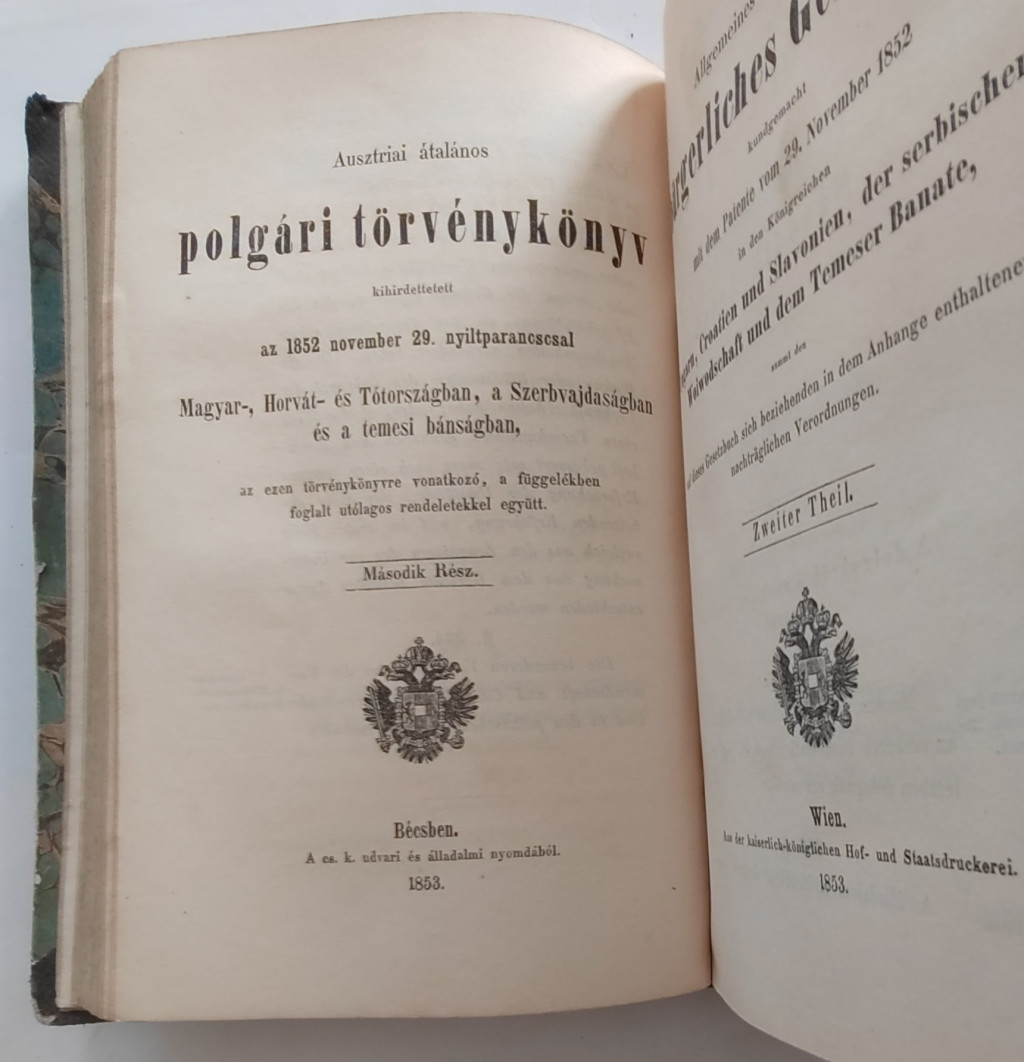 Ausztriai átalános
polgári törvénykönyv
kihirdettetett
az 1852 november 29. nyiltparancscsal
Magyar-, Horvát- és Tótországban, a Szerbvajdaságban
és a temesi bánságban,
az ezen törvénykönyvre vonatkozó, a függelékben
foglalt utólagos rendeletekkel együtt.
Második Rész.
Bécsben.
A cs. k. udvari és álladalmi nyomdából.
1853.
Allgemeines
kundgemacht
mit dem Patente vom 29. November 1852
in den Königreichen
Croatien und Slavonien, der serbischen
Woiwodschaft und dem Temeser Banate,
sammt den
dieses Gesetzbuch sich beziehenden in dem Anhange enthaltenen
nachträglichen Verordnungen.
Zweiter Theil.
Wien.
Aus der kaiserlich-königlichen Hof- und Staatsdruckerei.
1853.